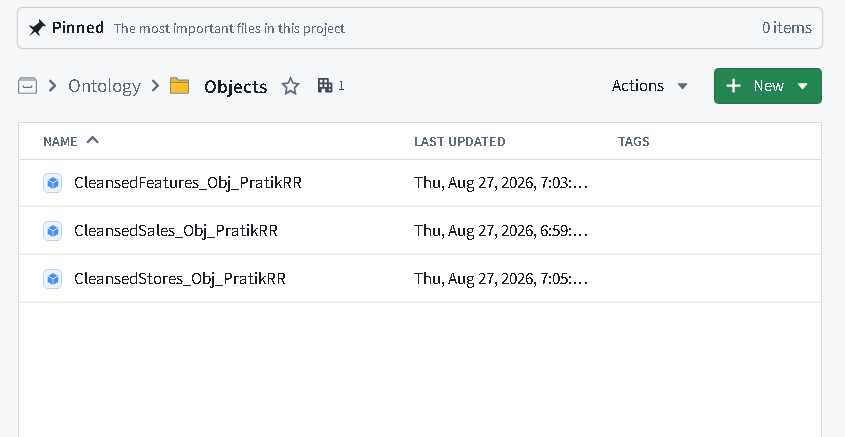 Pinned The most important files in this project 0 items
Ontology Objects 1 Actions New
NAME LAST UPDATED TAGS
CleansedFeatures_Obj_PratikRR Thu, Aug 27, 2026, 7:03:...
CleansedSales_Obj_PratikRR Thu, Aug 27, 2026, 6:59:...
CleansedStores_Obj_PratikRR Thu, Aug 27, 2026, 7:05:...